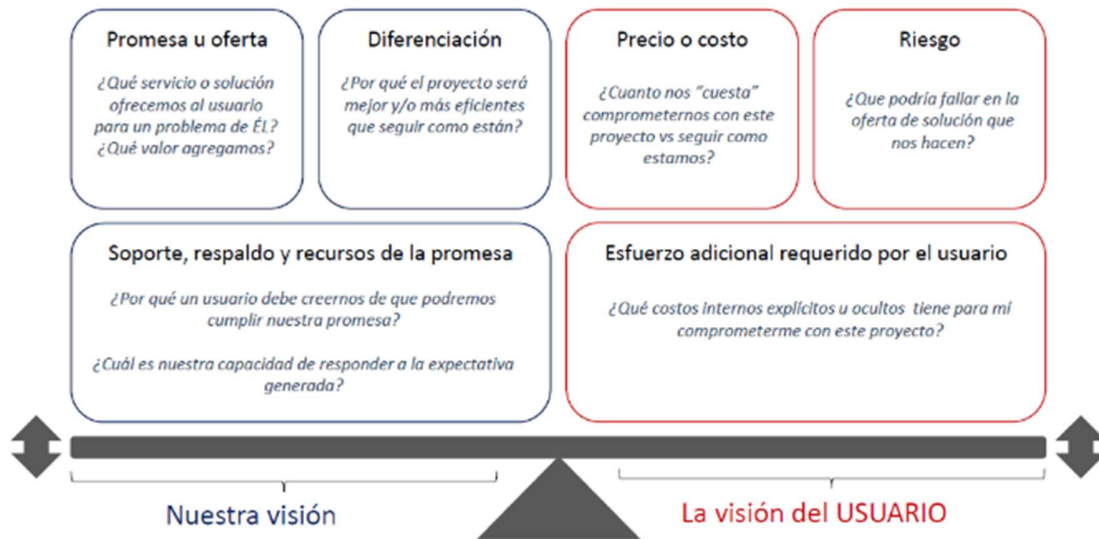 Promesa u oferta
¿Qué servicio o solución
ofrecemos al usuario
para un problema de ÉL?
¿Qué valor agregamos?
Diferenciación
¿Por qué el proyecto será
mejor y/o más eficientes
que seguir como están?
Precio o costo
¿Cuanto nos "cuesta"
comprometernos con este
proyecto vs seguir como
estamos?
Riesgo
¿Que podría fallar en la
oferta de solución que
nos hacen?
Soporte, respaldo y recursos de la promesa
¿Por qué un usuario debe creernos de que podremos
cumplir nuestra promesa?
¿Cuál es nuestra capacidad de responder a la expectativa
generada?
Esfuerzo adicional requerido por el usuario
¿Qué costos internos explícitos u ocultos tiene para mí
comprometerme con este proyecto?
Nuestra visión
La visión del USUARIO